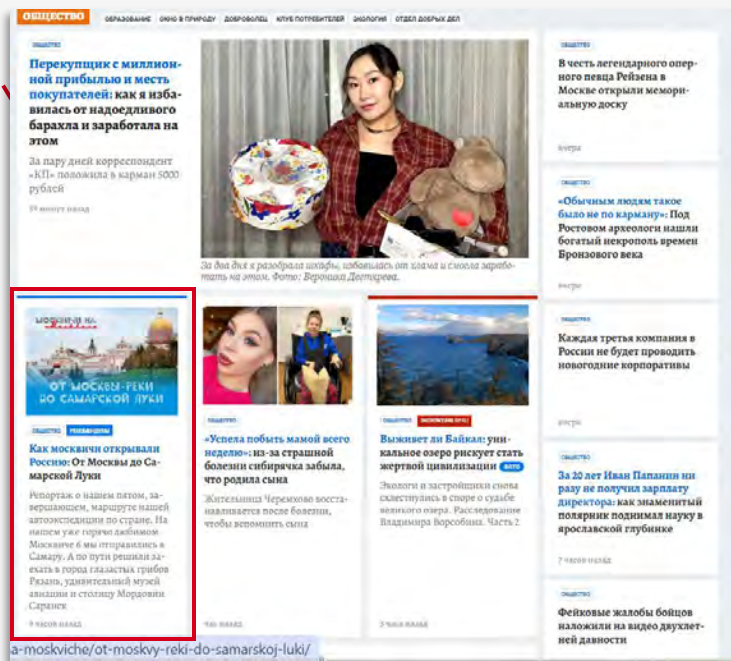 ОБЩЕСТВО
ОБРАЗОВАНИЕ ОКНО В ПРИРОДУ ДОБРОВОЛЕЦ КЛУБ ПОТРЕБИТЕЛЕЙ ЭКОЛОГИЯ ОТДЕЛ ДОБРЫХ ДЕЛ
ОБЩЕСТВО
Перекупщик с миллион-
ной прибылью и месть
покупателей: как я изба-
вилась от надоедливого
барахла и заработала на
этом
За пару дней корреспондент
«КП» положила в карман 5000
рублей
минут назад
За два дня я разобрала шкафы, избавилась от хлама и смогла зарабо-
тать на этом. Фото: Вероника Дегтярева.
ОБЩЕСТВО
В честь легендарного опер-
ного певца Рейзена в
Москве открыли мемори-
альную доску
вчера
ОБЩЕСТВО
«Обычным людям такое
было не по карману»: Под
Ростовом археологи нашли
богатый некрополь времен
Бронзового века
вчера
ОБЩЕСТВО
Каждая третья компания в
России не будет проводить
новогодние корпоративы
вчера
ОБЩЕСТВО
За 20 лет Иван Папанин ни
разу не получил зарплату
директора: как знаменитый
полярник поднимал науку в
ярославской глубинке
7 часов назад
ОБЩЕСТВО
Фейковые жалобы бойцов
наложили на видео двухлет-
ней давности
МОСКВИЧИ НА
Москвиче
ОТ МОСКВЫ-РЕКИ
ДО САМАРСКОЙ ЛУКИ
ОБЩЕСТВО
Как москвичи открывали
Россию: От Москвы до Са-
марской Луки
Репортаж о нашем пятом, за-
вершающем, маршруте нашей
автоэкспедиции по стране. На
нашем уже горячо любимом
Москвиче 6 мы отправились в
Самару. А по пути решили за-
ехать в город глазастых грибов
Рязань, удивительный музей
авиации и столицу Мордовии
Саранск
9 часов назад
ОБЩЕСТВО
«Успела побыть мамой всего
неделю»: из-за страшной
болезни сибирячка забыла,
что родила сына
Жительница Черемхово восста-
навливается после болезни,
чтобы вспомнить сына
час назад
ОБЩЕСТВО ЭКСКЛЮЗИВ КП
Выживет ли Байкал: уни-
кальное озеро рискует стать
жертвой цивилизации ФОТО
Экологи и застройщики снова
схлестнулись в споре о судьбе
великого озера. Расследование
Владимира Ворсобина. Часть 2
часа назад
a-moskviche/ot-moskvy-reki-do-samarskoj-luki/